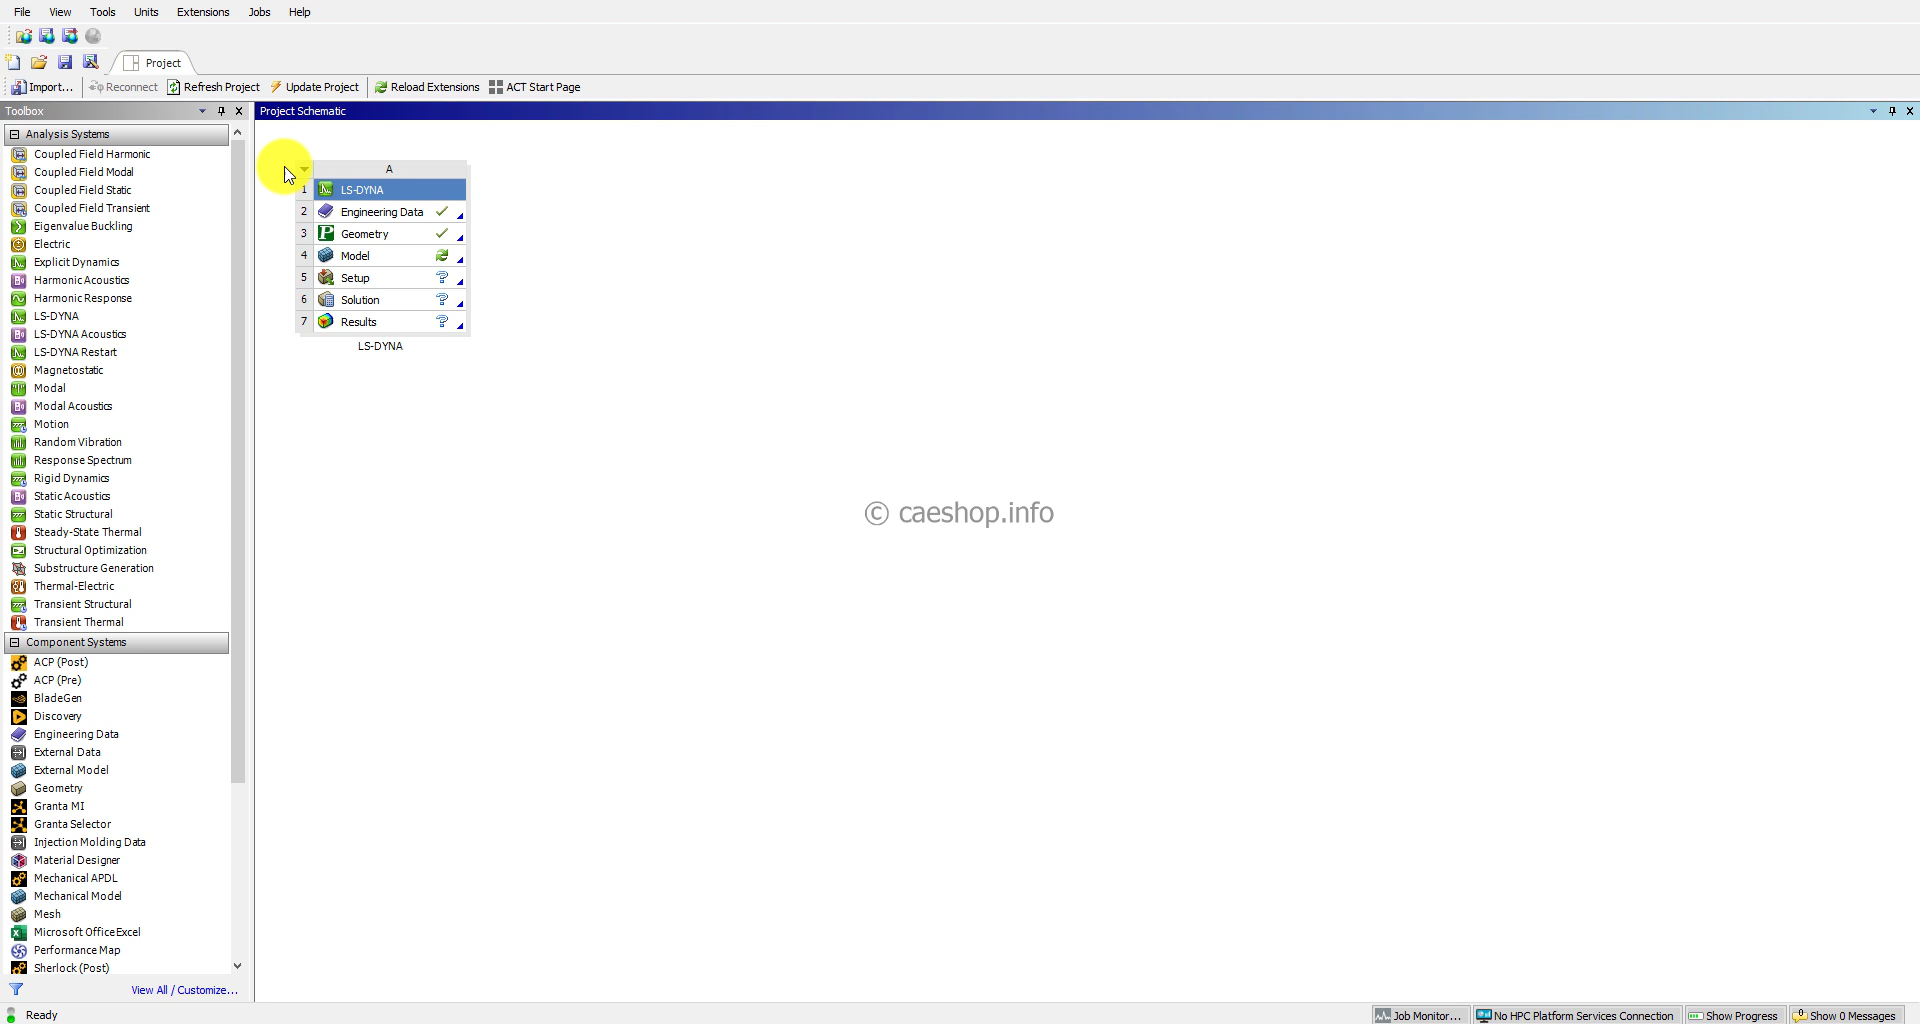 File View Tools Units Extensions Jobs Help
Project
Import... Reconnect Refresh Project Update Project Reload Extensions ACT Start Page
Toolbox
Project Schematic
Analysis Systems
Coupled Field Harmonic
Coupled Field Modal
Coupled Field Static
Coupled Field Transient
Eigenvalue Buckling
Electric
Explicit Dynamics
Harmonic Acoustics
Harmonic Response
LS-DYNA
LS-DYNA Acoustics
LS-DYNA Restart
Magnetostatic
Modal
Modal Acoustics
Motion
Random Vibration
Response Spectrum
Rigid Dynamics
Static Acoustics
Static Structural
Steady-State Thermal
Structural Optimization
Substructure Generation
Thermal-Electric
Transient Structural
Transient Thermal
Component Systems
ACP (Post)
ACP (Pre)
BladeGen
Discovery
Engineering Data
External Data
External Model
Geometry
Granta MI
Granta Selector
Injection Molding Data
Material Designer
Mechanical APDL
Mechanical Model
Mesh
Microsoft Office Excel
Performance Map
Sherlock (Post)
View All / Customize...
A
1 LS-DYNA
2 Engineering Data
3 Geometry
4 Model
5 Setup
6 Solution
7 Results
LS-DYNA
© caeshop.info
Ready
Job Monitor... No HPC Platform Services Connection Show Progress Show 0 Messages